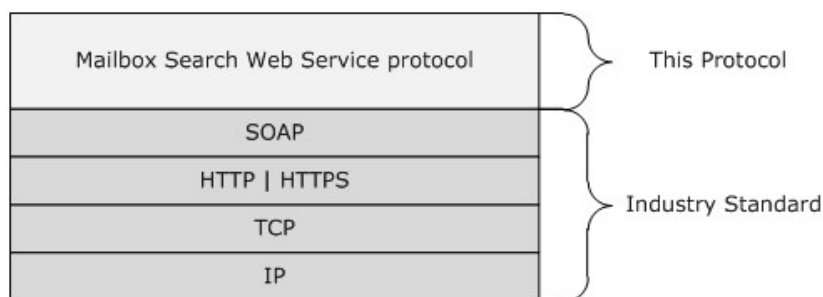 Mailbox Search Web Service protocol
This Protocol
SOAP
HTTP | HTTPS
TCP
IP
Industry Standard